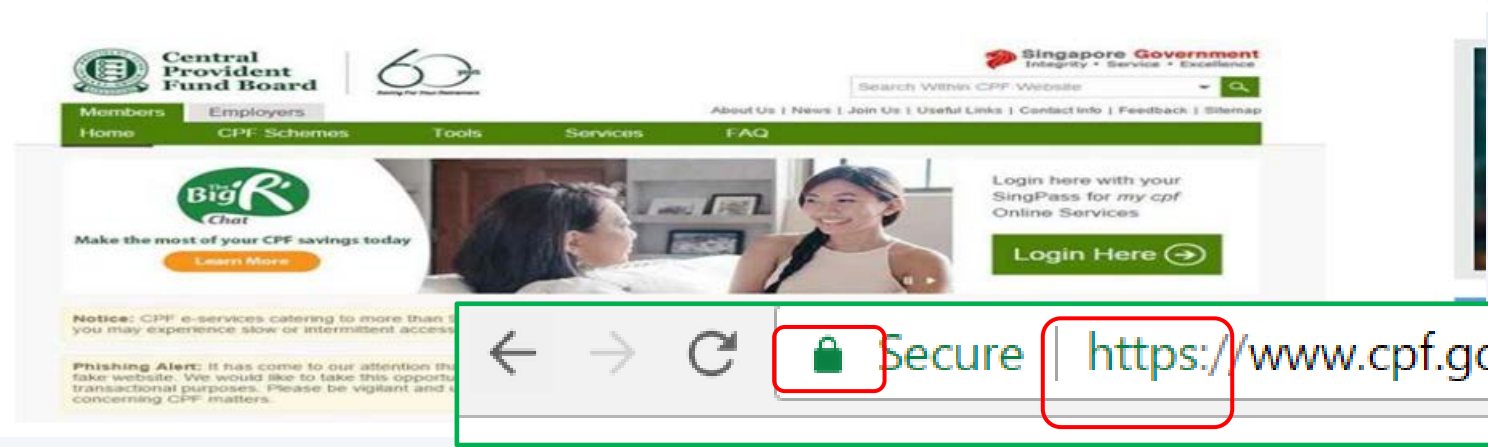 Central
Provident
Fund Board
60 years
Saving For Your Retirement
Singapore Government
Integrity • Service • Excellence
Search Within CPF Website
Members Employers
About Us | News | Join Us | Useful Links | Contact Info | Feedback | Sitemap
Home CPF Schemes Tools Services FAQ
The Big 'R'
Chat
Make the most of your CPF savings today
Learn More
Login here with your
SingPass for my cpf
Online Services
Login Here
Notice: CPF e-services catering to more than
you may experience slow or intermittent access
Phishing Alert: It has come to our attention
fake website. We would like to take this
transactional purposes. Please be vigilant and
concerning CPF matters.
Secure | https://www.cpf.go